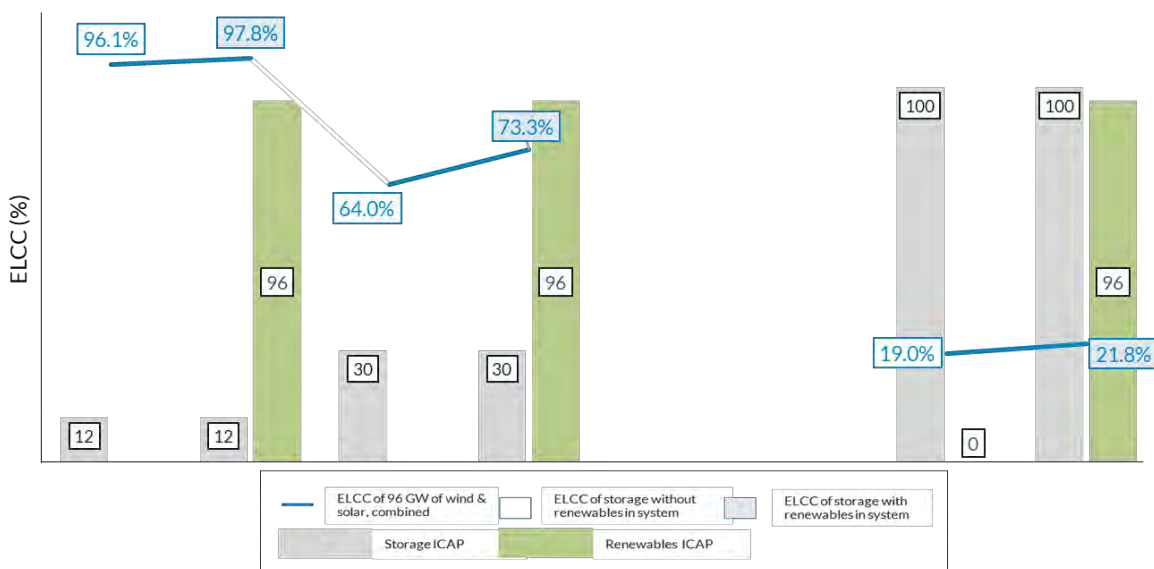 96.1%
97.8%
64.0%
73.3%
19.0%
21.8%
ELCC (%)
12
12
96
30
30
96
100
0
100
96
ELCC of 96 GW of wind &
solar, combined
ELCC of storage without
renewables in system
ELCC of storage with
renewables in system
Storage ICAP
Renewables ICAP